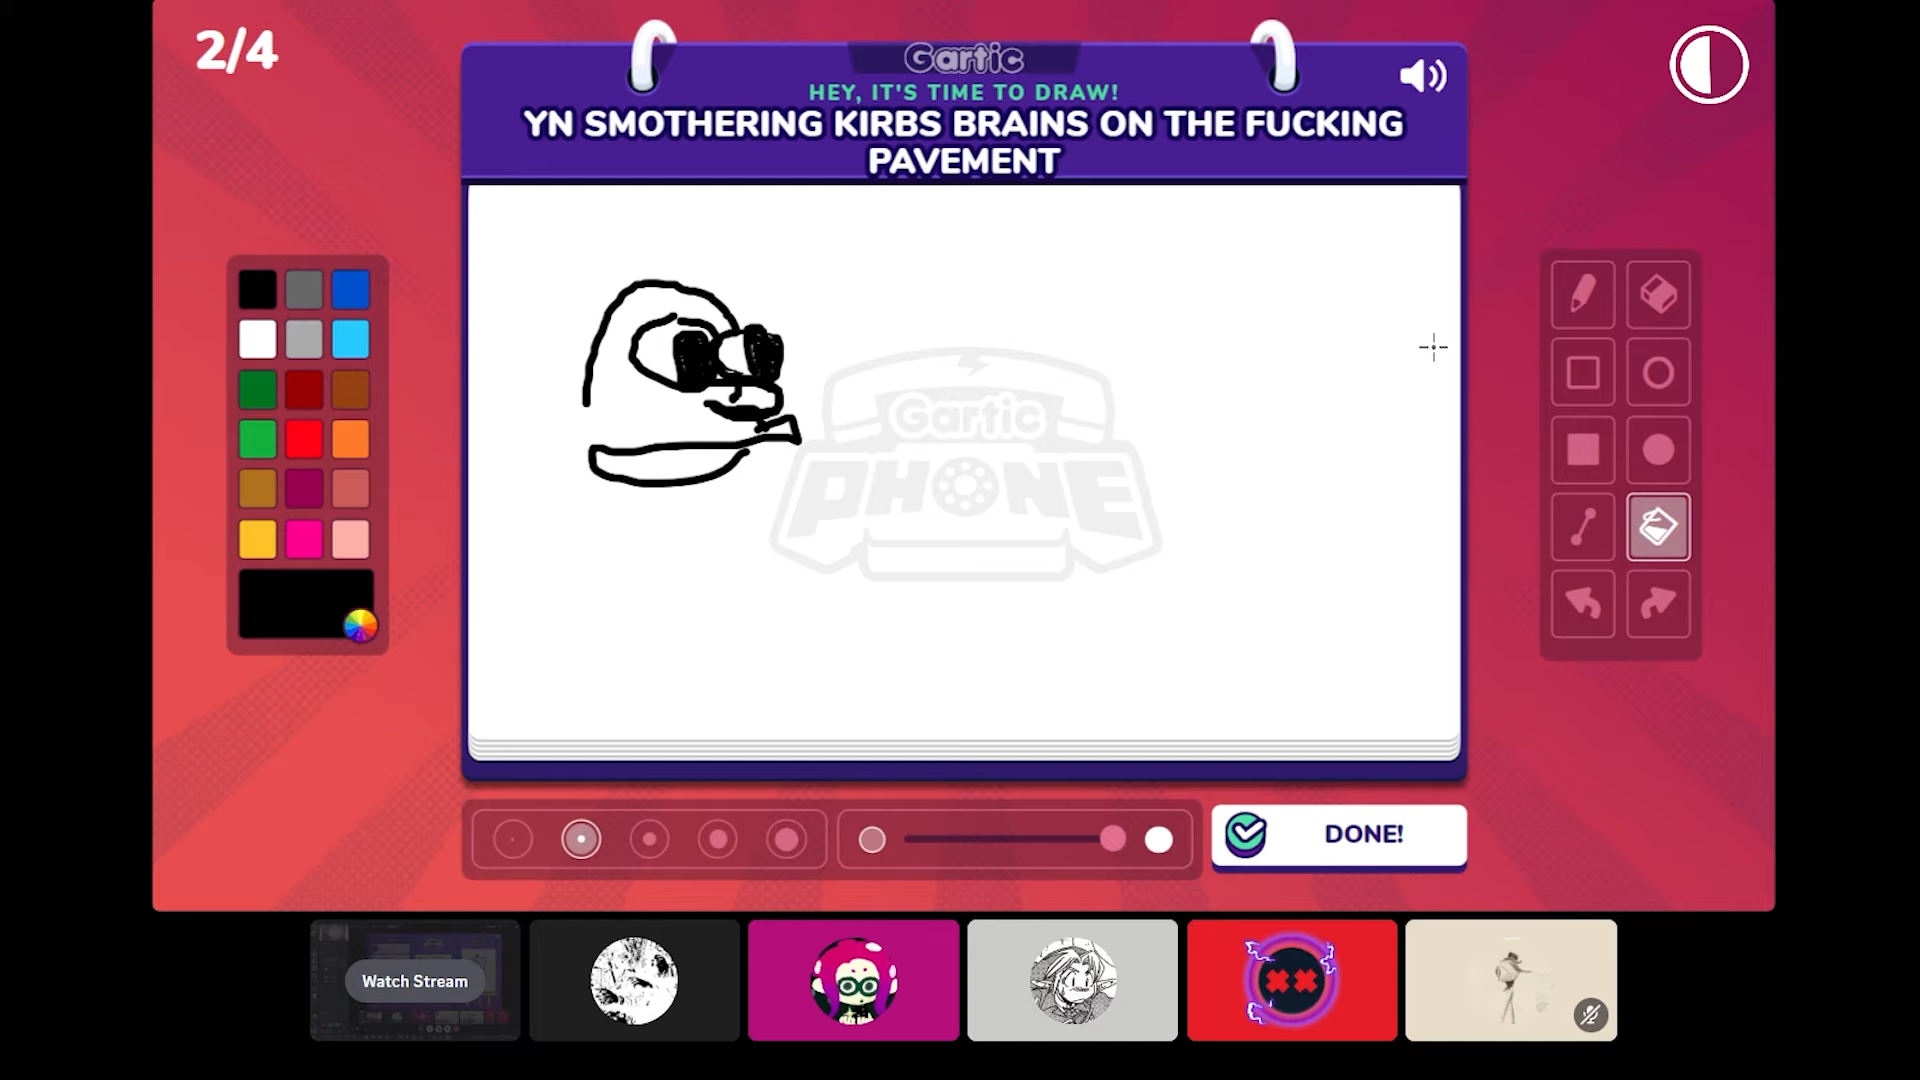 2/4
Gartic
HEY, IT'S TIME TO DRAW!
YN SMOTHERING KIRBS BRAINS ON THE FUCKING
PAVEMENT
Gartic
PHONE
DONE!
Watch Stream